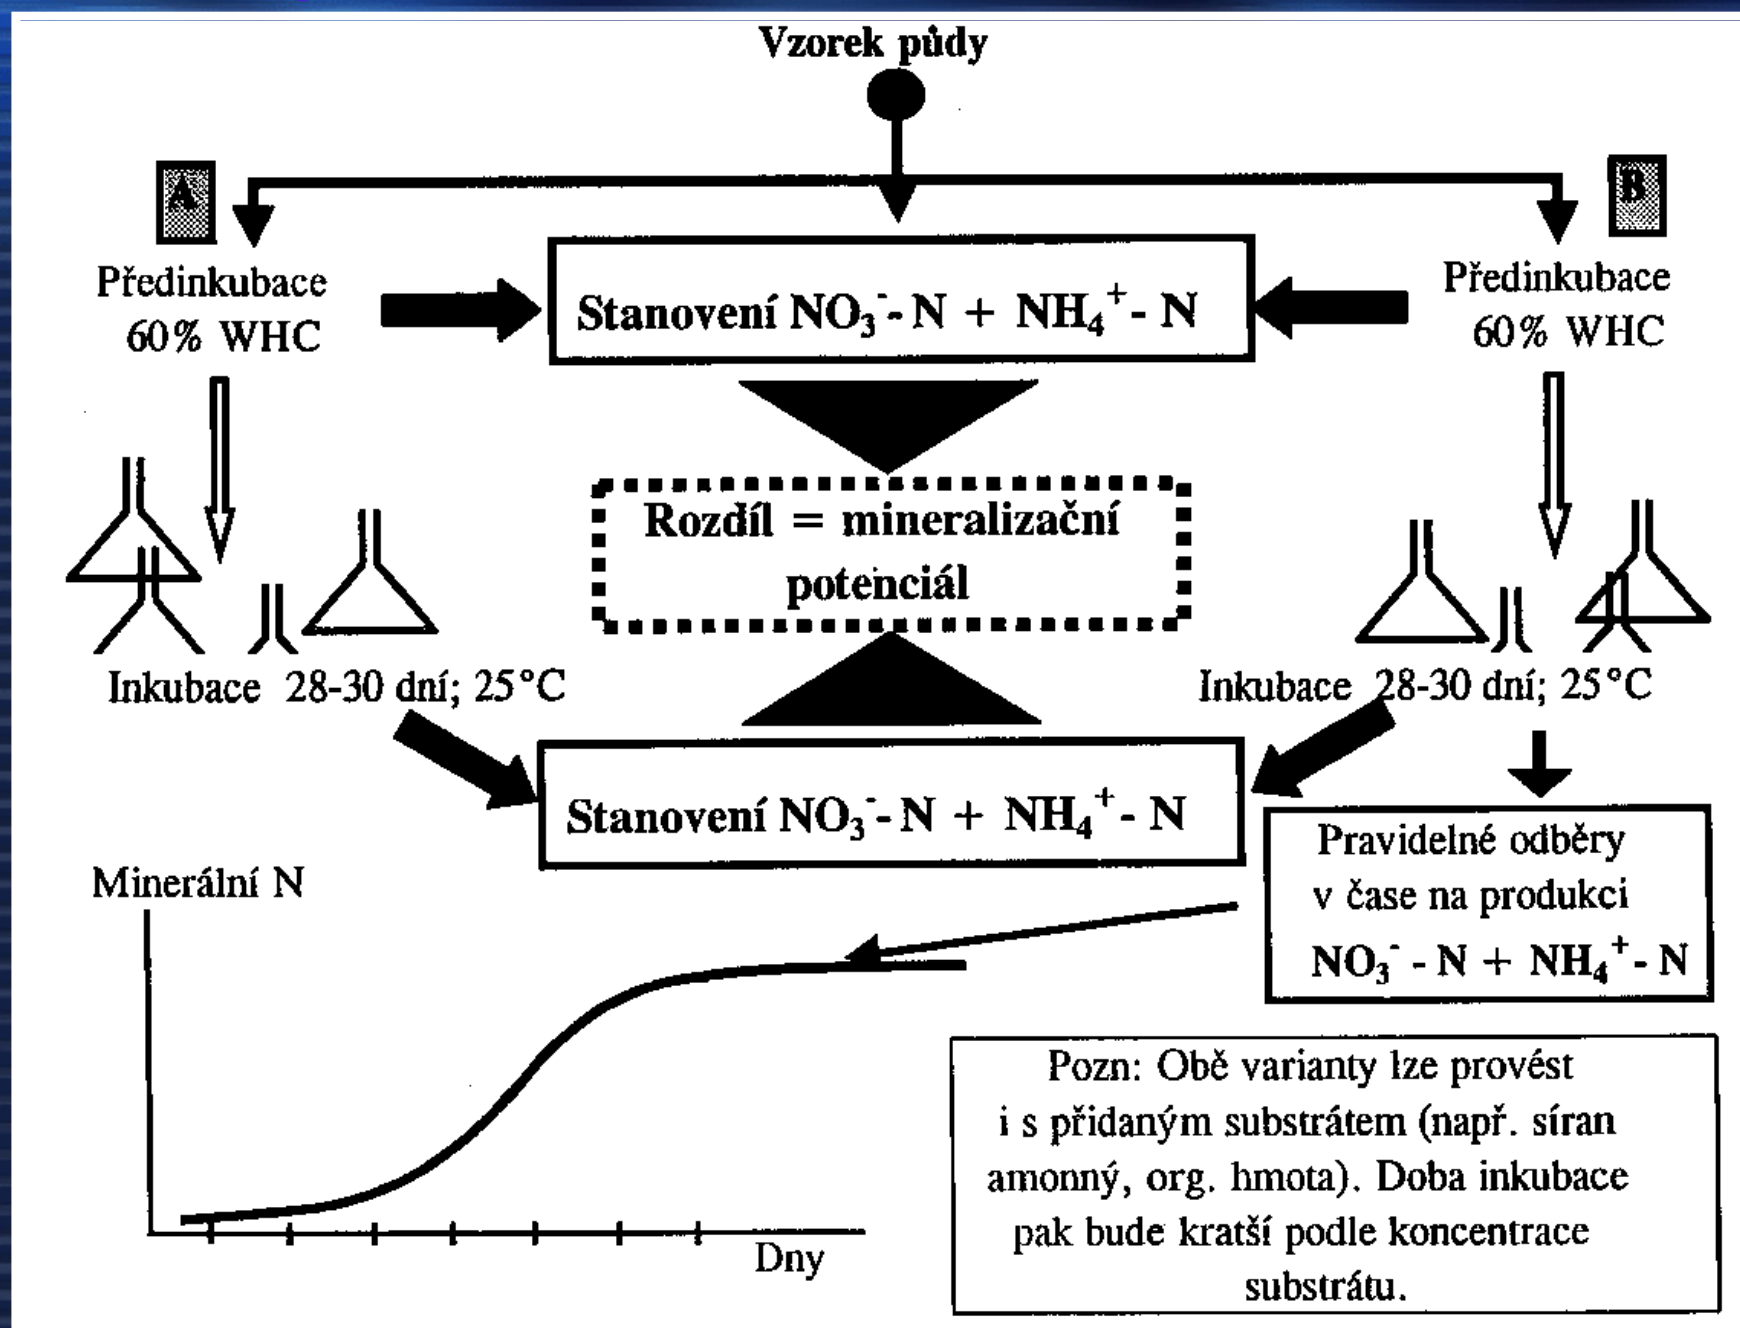 Vzorek půdy
A
B
Předinkubace
60% WHC
Stanovení NO₃⁻- N + NH₄⁺- N
Předinkubace
60% WHC
Rozdíl = mineralizační
potenciál
Inkubace 28-30 dní; 25°C
Inkubace 28-30 dní; 25°C
Stanovení NO₃⁻- N + NH₄⁺- N
Pravidelné odběry
v čase na produkci
NO₃⁻ - N + NH₄⁺- N
Minerální N
Dny
Pozn: Obě varianty lze provést
i s přidaným substrátem (např. síran
amonný, org. hmota). Doba inkubace
pak bude kratší podle koncentrace
substrátu.